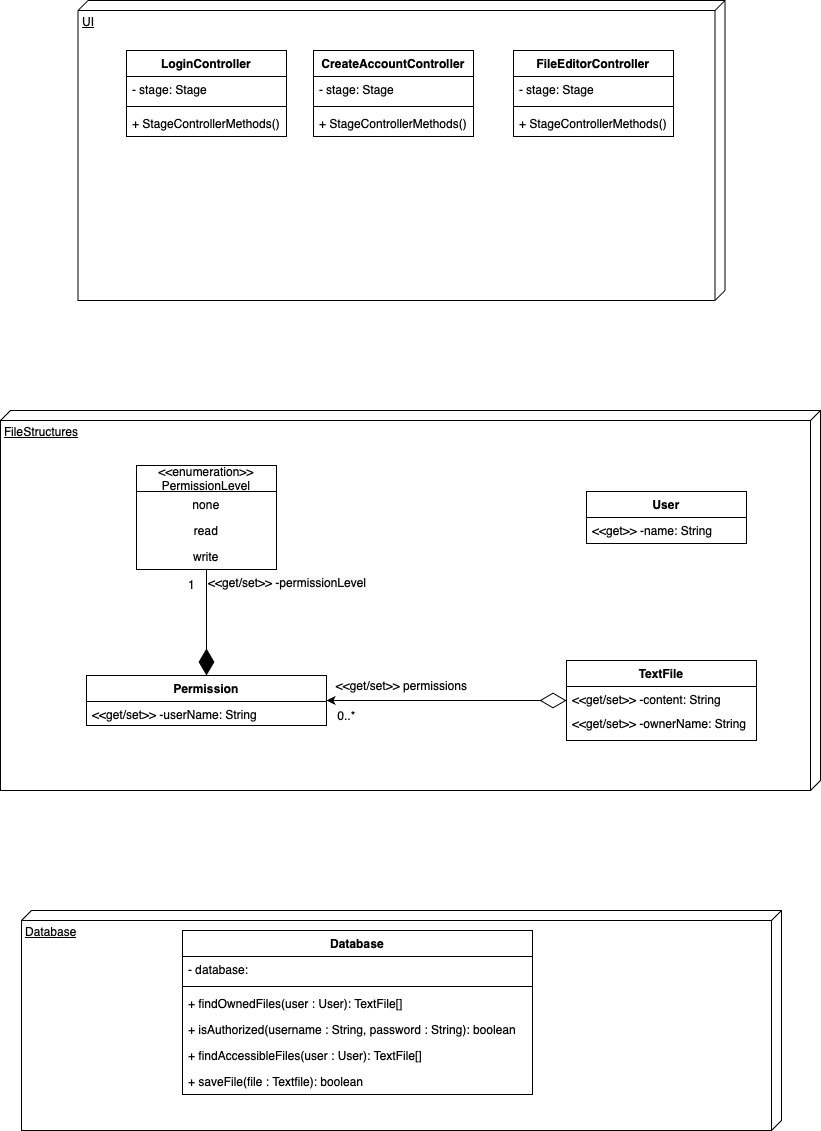 UI
LoginController
- stage: Stage
+ StageControllerMethods()
CreateAccountController
- stage: Stage
+ StageControllerMethods()
FileEditorController
- stage: Stage
+ StageControllerMethods()
FileStructures
<<enumeration>>
PermissionLevel
none
read
write
1
<<get/set>> -permissionLevel
User
<<get>> -name: String
Permission
<<get/set>> -userName: String
<<get/set>> permissions
0..*
TextFile
<<get/set>> -content: String
<<get/set>> -ownerName: String
Database
Database
- database:
+ findOwnedFiles(user : User): TextFile[]
+ isAuthorized(username : String, password : String): boolean
+ findAccessibleFiles(user : User): TextFile[]
+ saveFile(file : Textfile): boolean